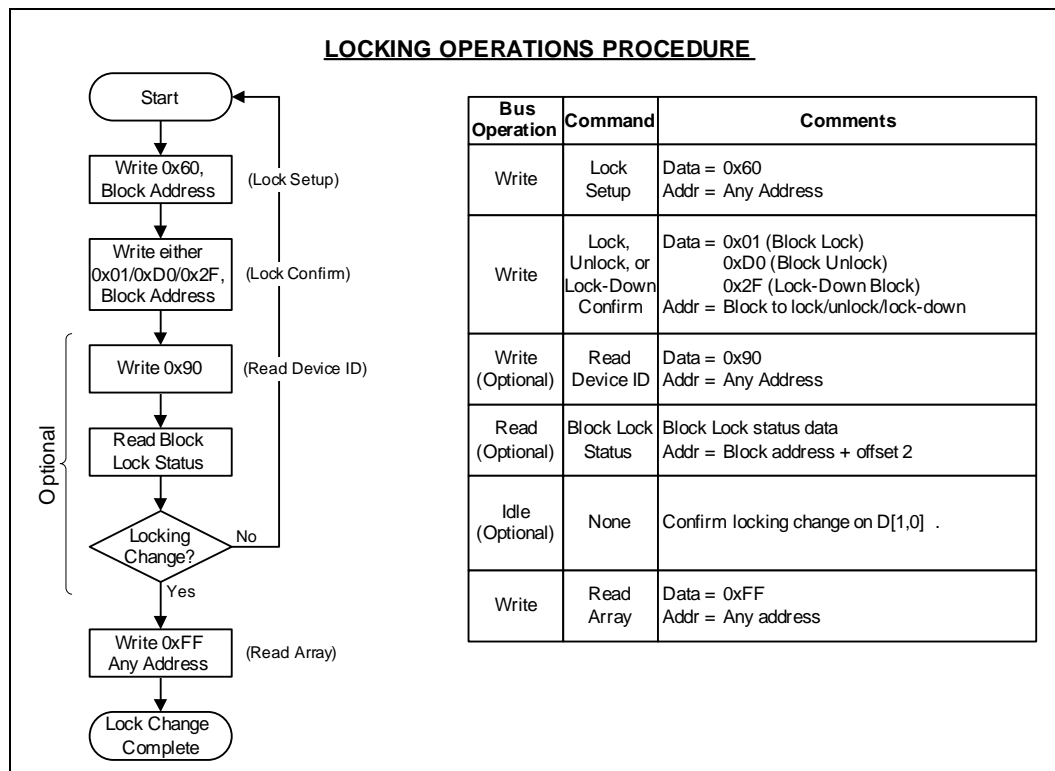 LOCKING OPERATIONS PROCEDURE
Start
Write 0x60,
Block Address
(Lock Setup)
Write either
0x01/0xD0/0x2F,
Block Address
(Lock Confirm)
Optional
Write 0x90
(Read Device ID)
Read Block
Lock Status
Locking
Change?
No
Yes
Write 0xFF
Any Address
(Read Array)
Lock Change
Complete
Bus
Operation
Command
Comments
Write
Lock
Setup
Data = 0x60
Addr = Any Address
Write
Lock,
Unlock, or
Lock-Down
Confirm
Data = 0x01 (Block Lock)
0xD0 (Block Unlock)
0x2F (Lock-Down Block)
Addr = Block to lock/unlock/lock-down
Write
(Optional)
Read
Device ID
Data = 0x90
Addr = Any Address
Read
(Optional)
Block Lock
Status
Block Lock status data
Addr = Block address + offset 2
Idle
(Optional)
None
Confirm locking change on D[1,0] .
Write
Read
Array
Data = 0xFF
Addr = Any address